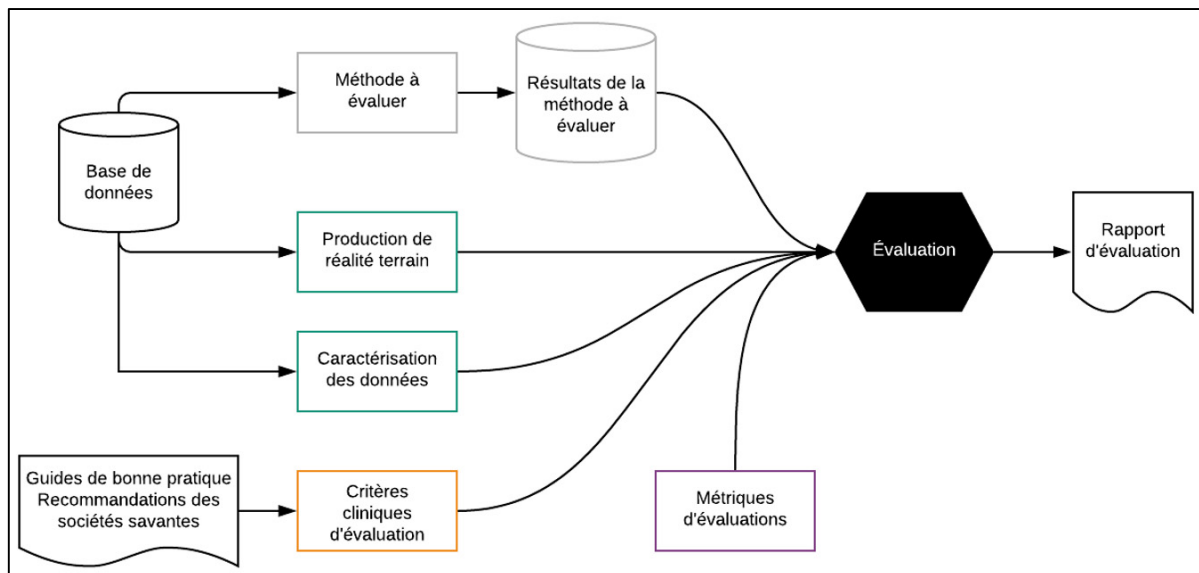 Méthode à
évaluer
Résultats de la
méthode à
évaluer
Base de
données
Production de
réalité terrain
Évaluation
Rapport
d'évaluation
Caractérisation
des données
Guides de bonne pratique
Recommandations des
sociétés savantes
Critères
cliniques
d'évaluation
Métriques
d'évaluations